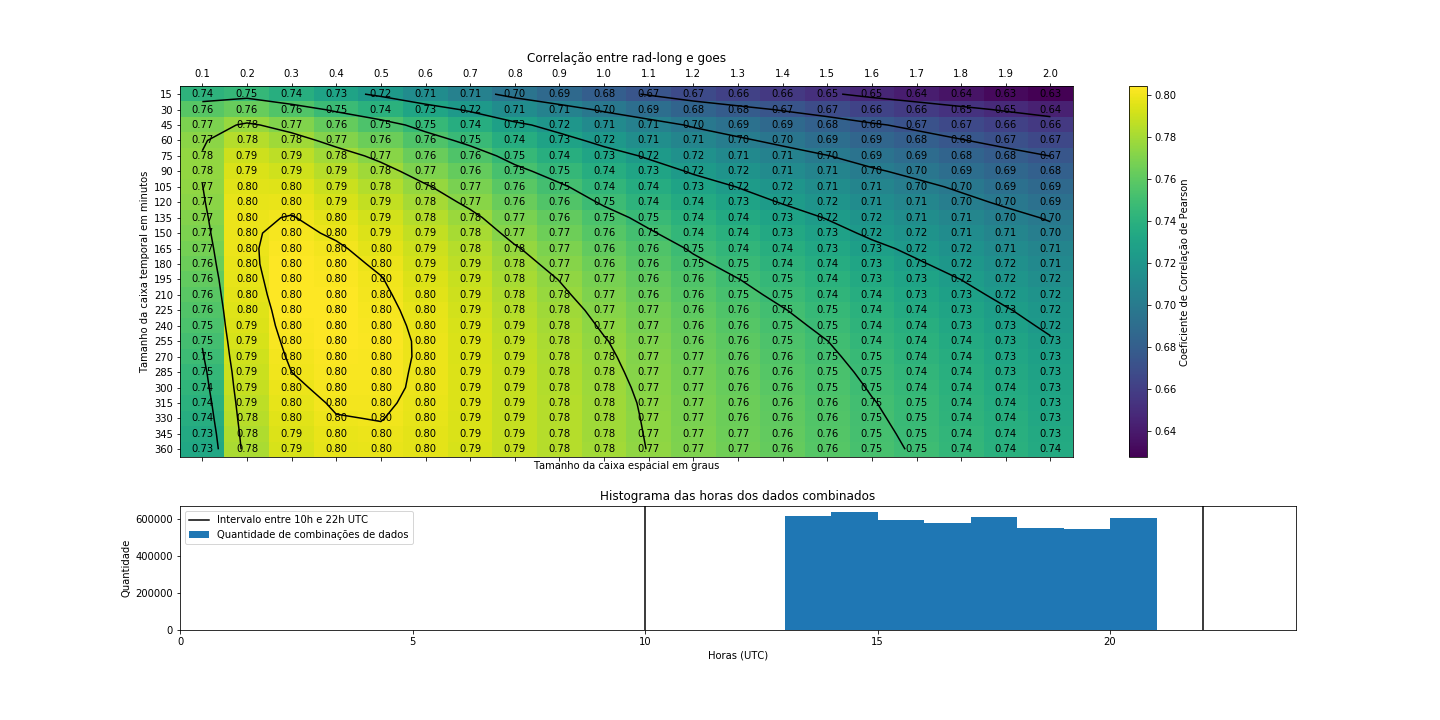 Correlação entre rad-long e goes
0.1 0.2 0.3 0.4 0.5 0.6 0.7 0.8 0.9 1.0 1.1 1.2 1.3 1.4 1.5 1.6 1.7 1.8 1.9 2.0
15 0.74 0.75 0.74 0.73 0.72 0.71 0.71 0.70 0.69 0.68 0.67 0.67 0.66 0.66 0.65 0.65 0.64 0.64 0.63 0.63
30 0.76 0.76 0.76 0.75 0.74 0.73 0.72 0.71 0.71 0.70 0.69 0.68 0.68 0.67 0.67 0.66 0.66 0.65 0.65 0.64
45 0.77 0.78 0.77 0.76 0.75 0.75 0.74 0.73 0.72 0.71 0.71 0.70 0.69 0.69 0.68 0.68 0.67 0.67 0.66 0.66
60 0.77 0.78 0.78 0.77 0.76 0.76 0.75 0.74 0.73 0.72 0.71 0.71 0.70 0.70 0.69 0.69 0.68 0.68 0.67 0.67
75 0.78 0.79 0.79 0.78 0.77 0.76 0.76 0.75 0.74 0.73 0.72 0.72 0.71 0.71 0.70 0.69 0.69 0.68 0.68 0.67
90 0.78 0.79 0.79 0.79 0.78 0.77 0.76 0.75 0.75 0.74 0.73 0.72 0.72 0.71 0.71 0.70 0.70 0.69 0.69 0.68
105 0.77 0.80 0.80 0.79 0.78 0.78 0.77 0.76 0.75 0.74 0.74 0.73 0.72 0.72 0.71 0.71 0.70 0.70 0.69 0.69
120 0.77 0.80 0.80 0.79 0.79 0.78 0.77 0.76 0.76 0.75 0.74 0.74 0.73 0.72 0.72 0.71 0.71 0.70 0.70 0.69
135 0.77 0.80 0.80 0.80 0.79 0.78 0.78 0.77 0.76 0.75 0.75 0.74 0.74 0.73 0.72 0.72 0.71 0.71 0.70 0.70
150 0.77 0.80 0.80 0.80 0.79 0.79 0.78 0.77 0.76 0.76 0.75 0.74 0.74 0.73 0.73 0.72 0.72 0.71 0.71 0.70
165 0.77 0.80 0.80 0.80 0.80 0.79 0.78 0.78 0.77 0.76 0.76 0.75 0.74 0.74 0.73 0.73 0.72 0.72 0.71 0.71
180 0.76 0.80 0.80 0.80 0.80 0.79 0.79 0.78 0.77 0.76 0.76 0.75 0.75 0.74 0.74 0.73 0.73 0.72 0.72 0.71
195 0.76 0.80 0.80 0.80 0.80 0.79 0.79 0.78 0.77 0.77 0.76 0.76 0.75 0.74 0.74 0.73 0.73 0.72 0.72 0.72
210 0.76 0.80 0.80 0.80 0.80 0.80 0.79 0.78 0.78 0.77 0.76 0.76 0.75 0.75 0.74 0.74 0.73 0.73 0.72 0.72
225 0.76 0.80 0.80 0.80 0.80 0.80 0.79 0.78 0.78 0.77 0.77 0.76 0.76 0.75 0.75 0.74 0.74 0.73 0.73 0.72
240 0.75 0.79 0.80 0.80 0.80 0.80 0.79 0.79 0.78 0.77 0.77 0.76 0.76 0.75 0.75 0.74 0.74 0.73 0.73 0.72
255 0.75 0.79 0.80 0.80 0.80 0.80 0.79 0.79 0.78 0.78 0.77 0.76 0.76 0.75 0.75 0.74 0.74 0.74 0.73 0.73
270 0.75 0.79 0.80 0.80 0.80 0.80 0.79 0.79 0.78 0.78 0.77 0.77 0.76 0.76 0.75 0.75 0.74 0.74 0.73 0.73
285 0.75 0.79 0.80 0.80 0.80 0.80 0.79 0.79 0.78 0.78 0.77 0.77 0.76 0.76 0.75 0.75 0.74 0.74 0.73 0.73
300 0.74 0.79 0.80 0.80 0.80 0.80 0.79 0.79 0.78 0.78 0.77 0.77 0.76 0.76 0.75 0.75 0.74 0.74 0.74 0.73
315 0.74 0.79 0.80 0.80 0.80 0.80 0.79 0.79 0.78 0.78 0.77 0.77 0.76 0.76 0.76 0.75 0.75 0.74 0.74 0.73
330 0.74 0.78 0.80 0.80 0.80 0.80 0.79 0.79 0.78 0.78 0.77 0.77 0.76 0.76 0.76 0.75 0.75 0.74 0.74 0.73
345 0.73 0.78 0.79 0.80 0.80 0.80 0.79 0.79 0.78 0.78 0.77 0.77 0.77 0.76 0.76 0.75 0.75 0.74 0.74 0.73
360 0.73 0.78 0.79 0.80 0.80 0.80 0.79 0.79 0.78 0.78 0.77 0.77 0.77 0.76 0.76 0.75 0.75 0.74 0.74 0.74
Tamanho da caixa temporal em minutos
Tamanho da caixa espacial em graus
0.80
0.78
0.76
0.74
0.72
0.70
0.68
0.66
0.64
Coeficiente de Correlação de Pearson
Histograma das horas dos dados combinados
Intervalo entre 10h e 22h UTC
Quantidade de combinações de dados
600000
400000
200000
0
Quantidade
0 5 10 15 20
Horas (UTC)